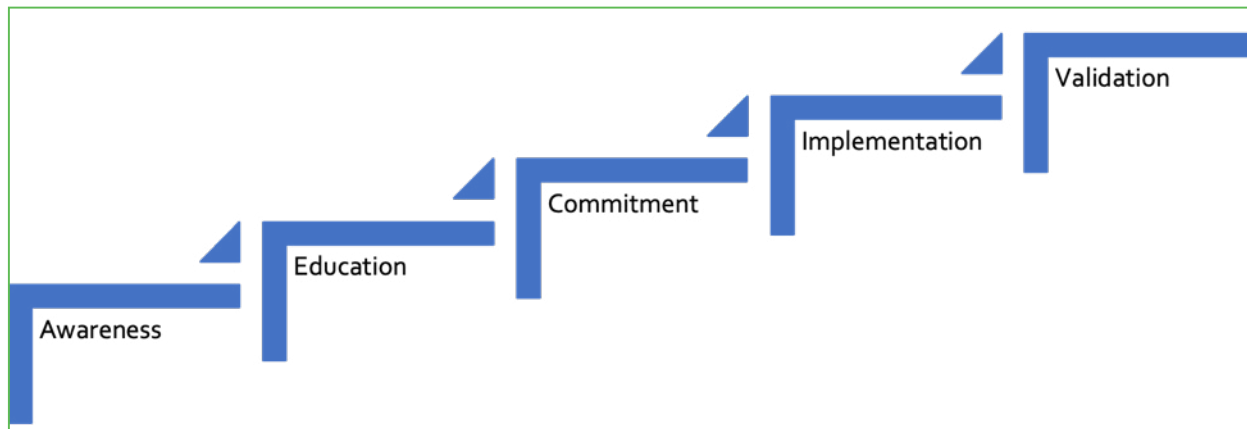 Awareness
Education
Commitment
Implementation
Validation